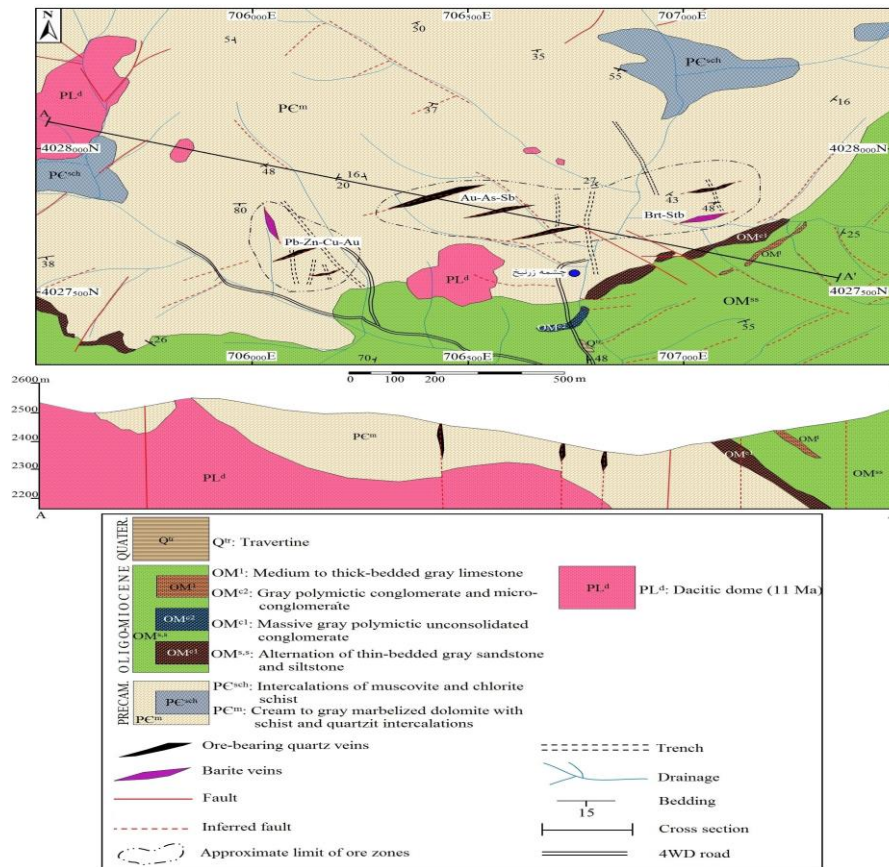 N
706000E
706500E
707000E
54
50
35
55
16
37
PЄsch
PЄm
PLd
A
4028000N
4028000N
PЄsch
48
16
20
27
43
48
80
Au-As-Sb
Brt-Stb
Pb-Zn-Cu-Au
OMc1
OMl
25
38
PLd
چشمه زرنیخ
A'
4027500N
4027500N
OMss
OMc2
Qtr
26
70
48
55
706000E
706500E
707000E
0 100 200 500 m
2600 m
2500
2400
2300
2200
PЄm
PLd
OMc1
OMl
OMss
A
QUATER.
Qtr
Qtr: Travertine
OLIGO-MIOCENE
OM1
OMc2
OMs,s
OMc1
OM1: Medium to thick-bedded gray limestone
OMc2: Gray polymictic conglomerate and micro-
conglomerate
OMc1: Massive gray polymictic unconsolidated
conglomerate
OMs,s: Alternation of thin-bedded gray sandstone
and siltstone
PLd
PLd: Dacitic dome (11 Ma)
PRECAM.
PЄsch
PЄm
PЄsch: Intercalations of muscovite and chlorite
schist
PЄm: Cream to gray marbelized dolomite with
schist and quartzit intercalations
Ore-bearing quartz veins
Barite veins
Fault
Inferred fault
Approximate limit of ore zones
Trench
Drainage
Bedding
15
Cross section
4WD road